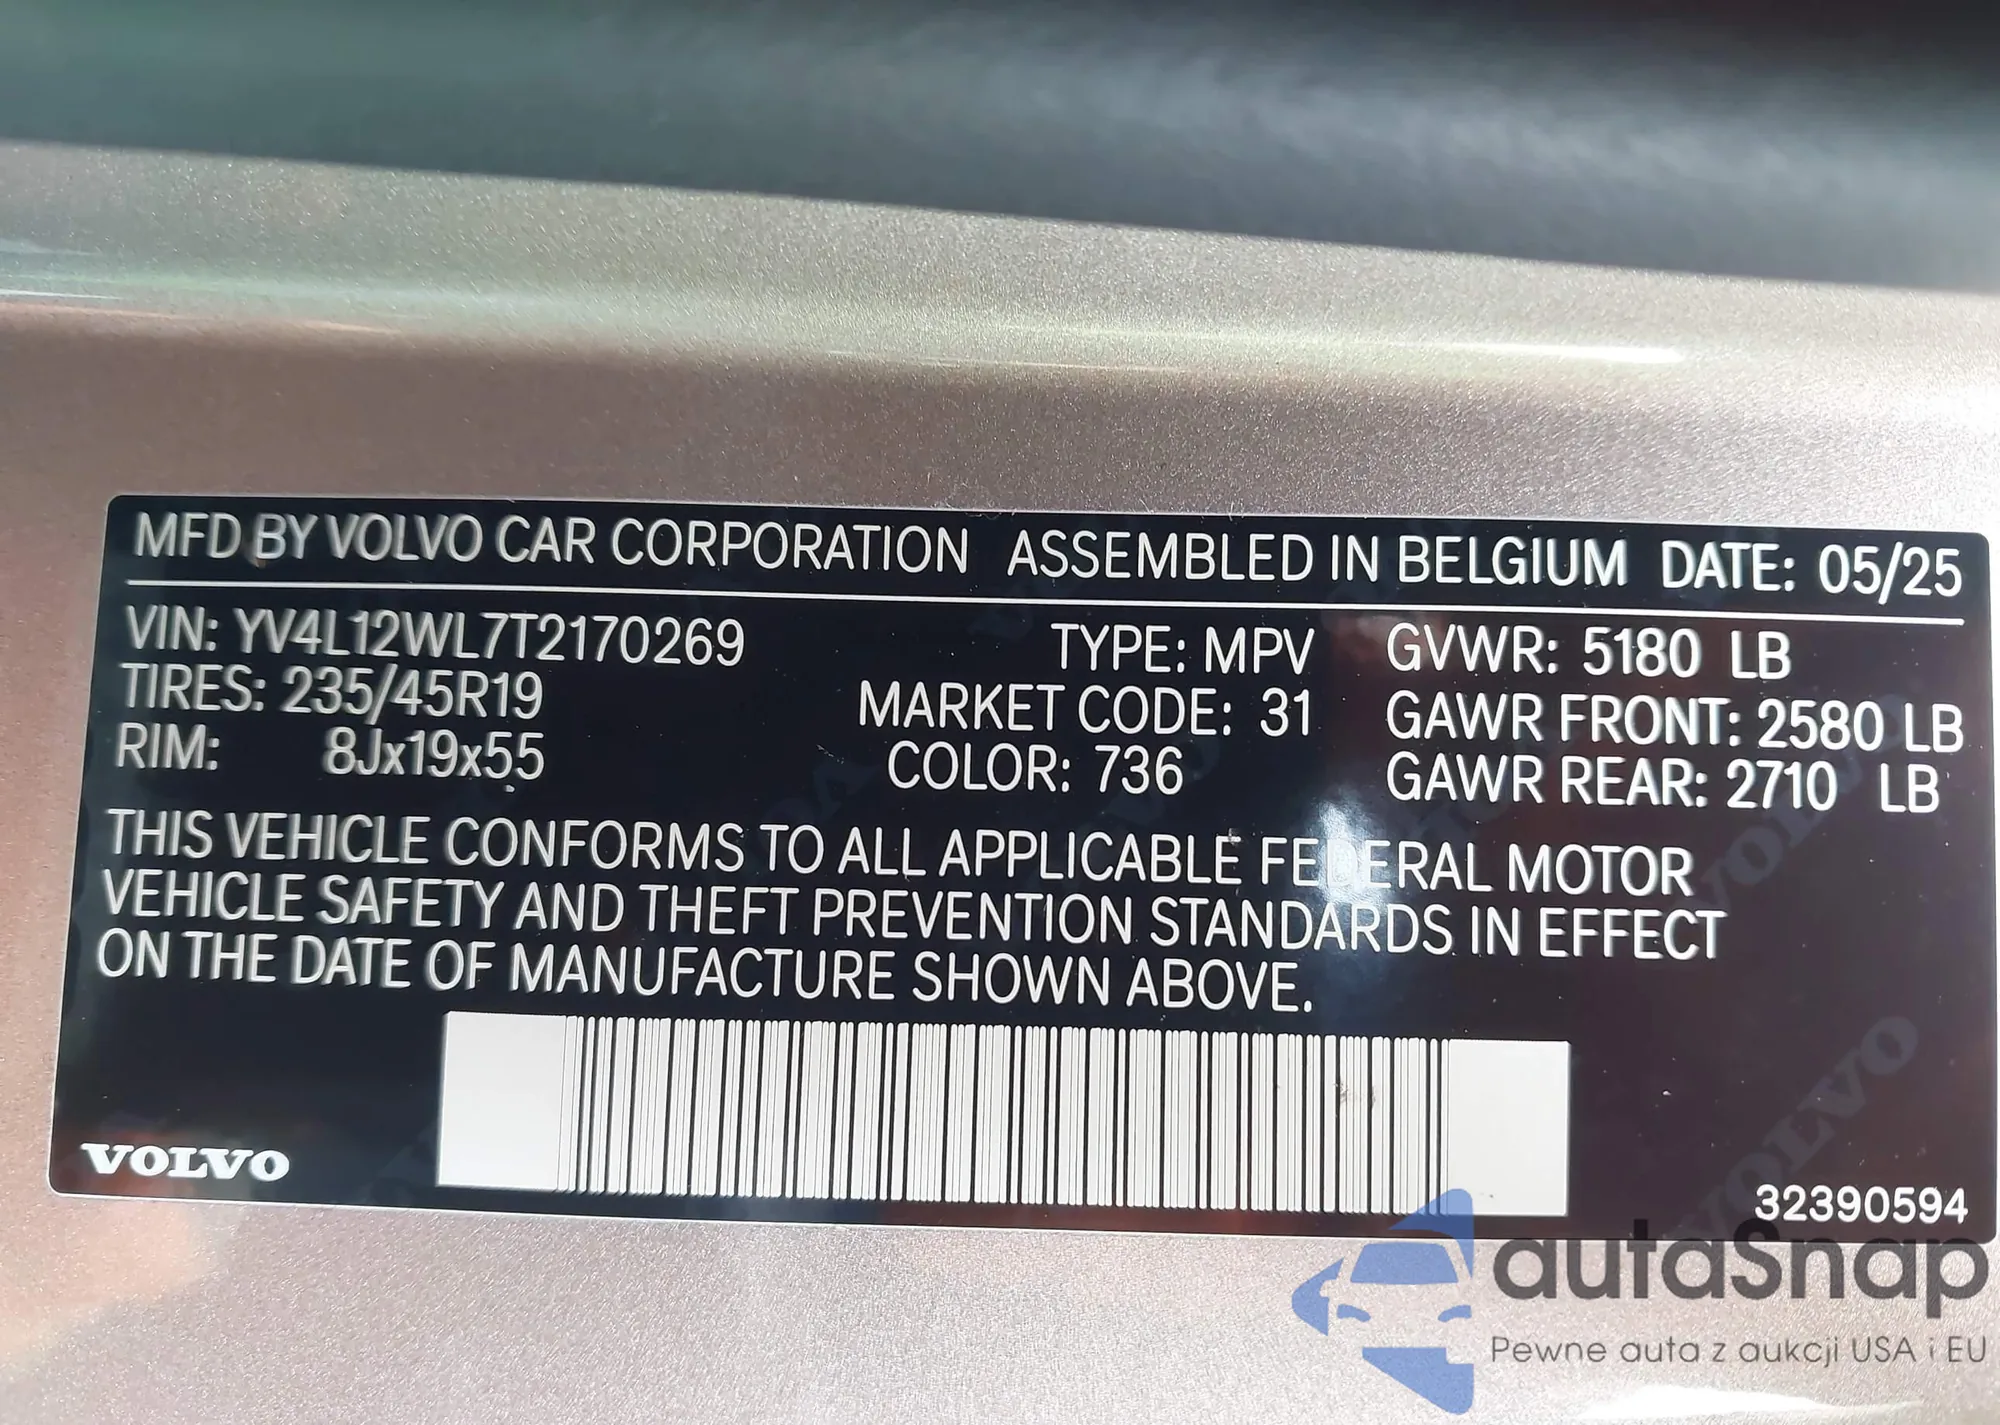 MFD BY VOLVO CAR CORPORATION ASSEMBLED IN BELGIUM DATE: 05/25
VIN: YV4L12WL7T2170269 TYPE: MPV GVWR: 5180 LB
TIRES: 235/45R19 MARKET CODE: 31 GAWR FRONT: 2580 LB
RIM: 8Jx19x55 COLOR: 736 GAWR REAR: 2710 LB
THIS VEHICLE CONFORMS TO ALL APPLICABLE FEDERAL MOTOR
VEHICLE SAFETY AND THEFT PREVENTION STANDARDS IN EFFECT
ON THE DATE OF MANUFACTURE SHOWN ABOVE.
VOLVO
32390594
autaSnap
Pewne auta z aukcji USA i EU